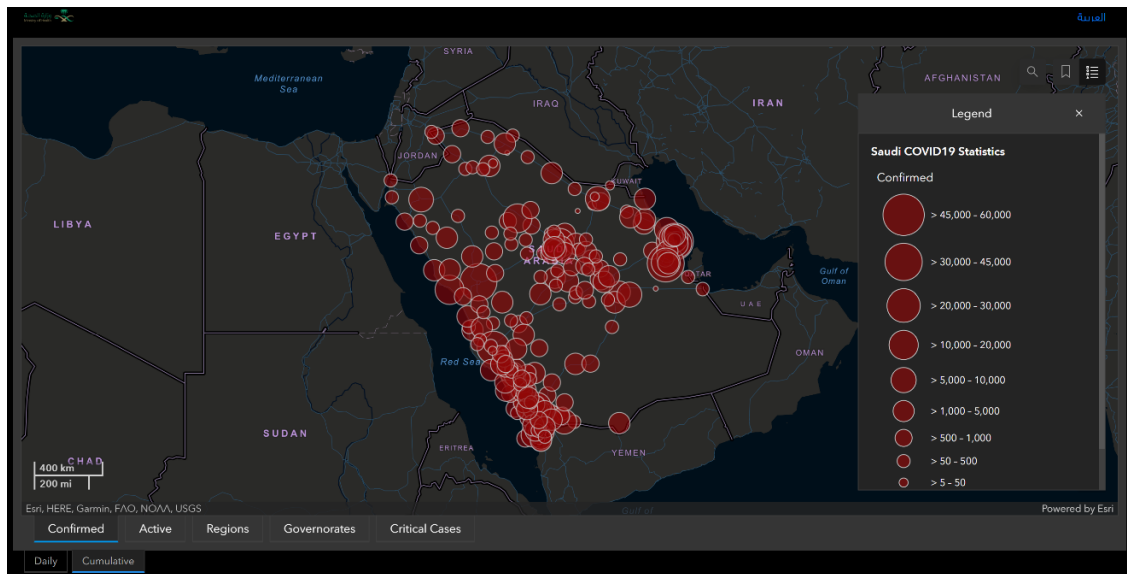 العربية
SYRIA
Mediterranean
Sea
AFGHANISTAN
IRAQ
IRAN
JORDAN
KUWAIT
LIBYA
EGYPT
Gulf of
Oman
U A E
OMAN
Red Sea
SUDAN
ERITREA
YEMEN
CHAD
Gulf of
Legend
×
Saudi COVID19 Statistics
Confirmed
> 45,000 - 60,000
> 30,000 - 45,000
> 20,000 - 30,000
> 10,000 - 20,000
> 5,000 - 10,000
> 1,000 - 5,000
> 500 - 1,000
> 50 - 500
> 5 - 50
400 km
200 mi
Esri, HERE, Garmin, FAO, NOAA, USGS
Powered by Esri
Confirmed Active Regions Governorates Critical Cases
Daily Cumulative